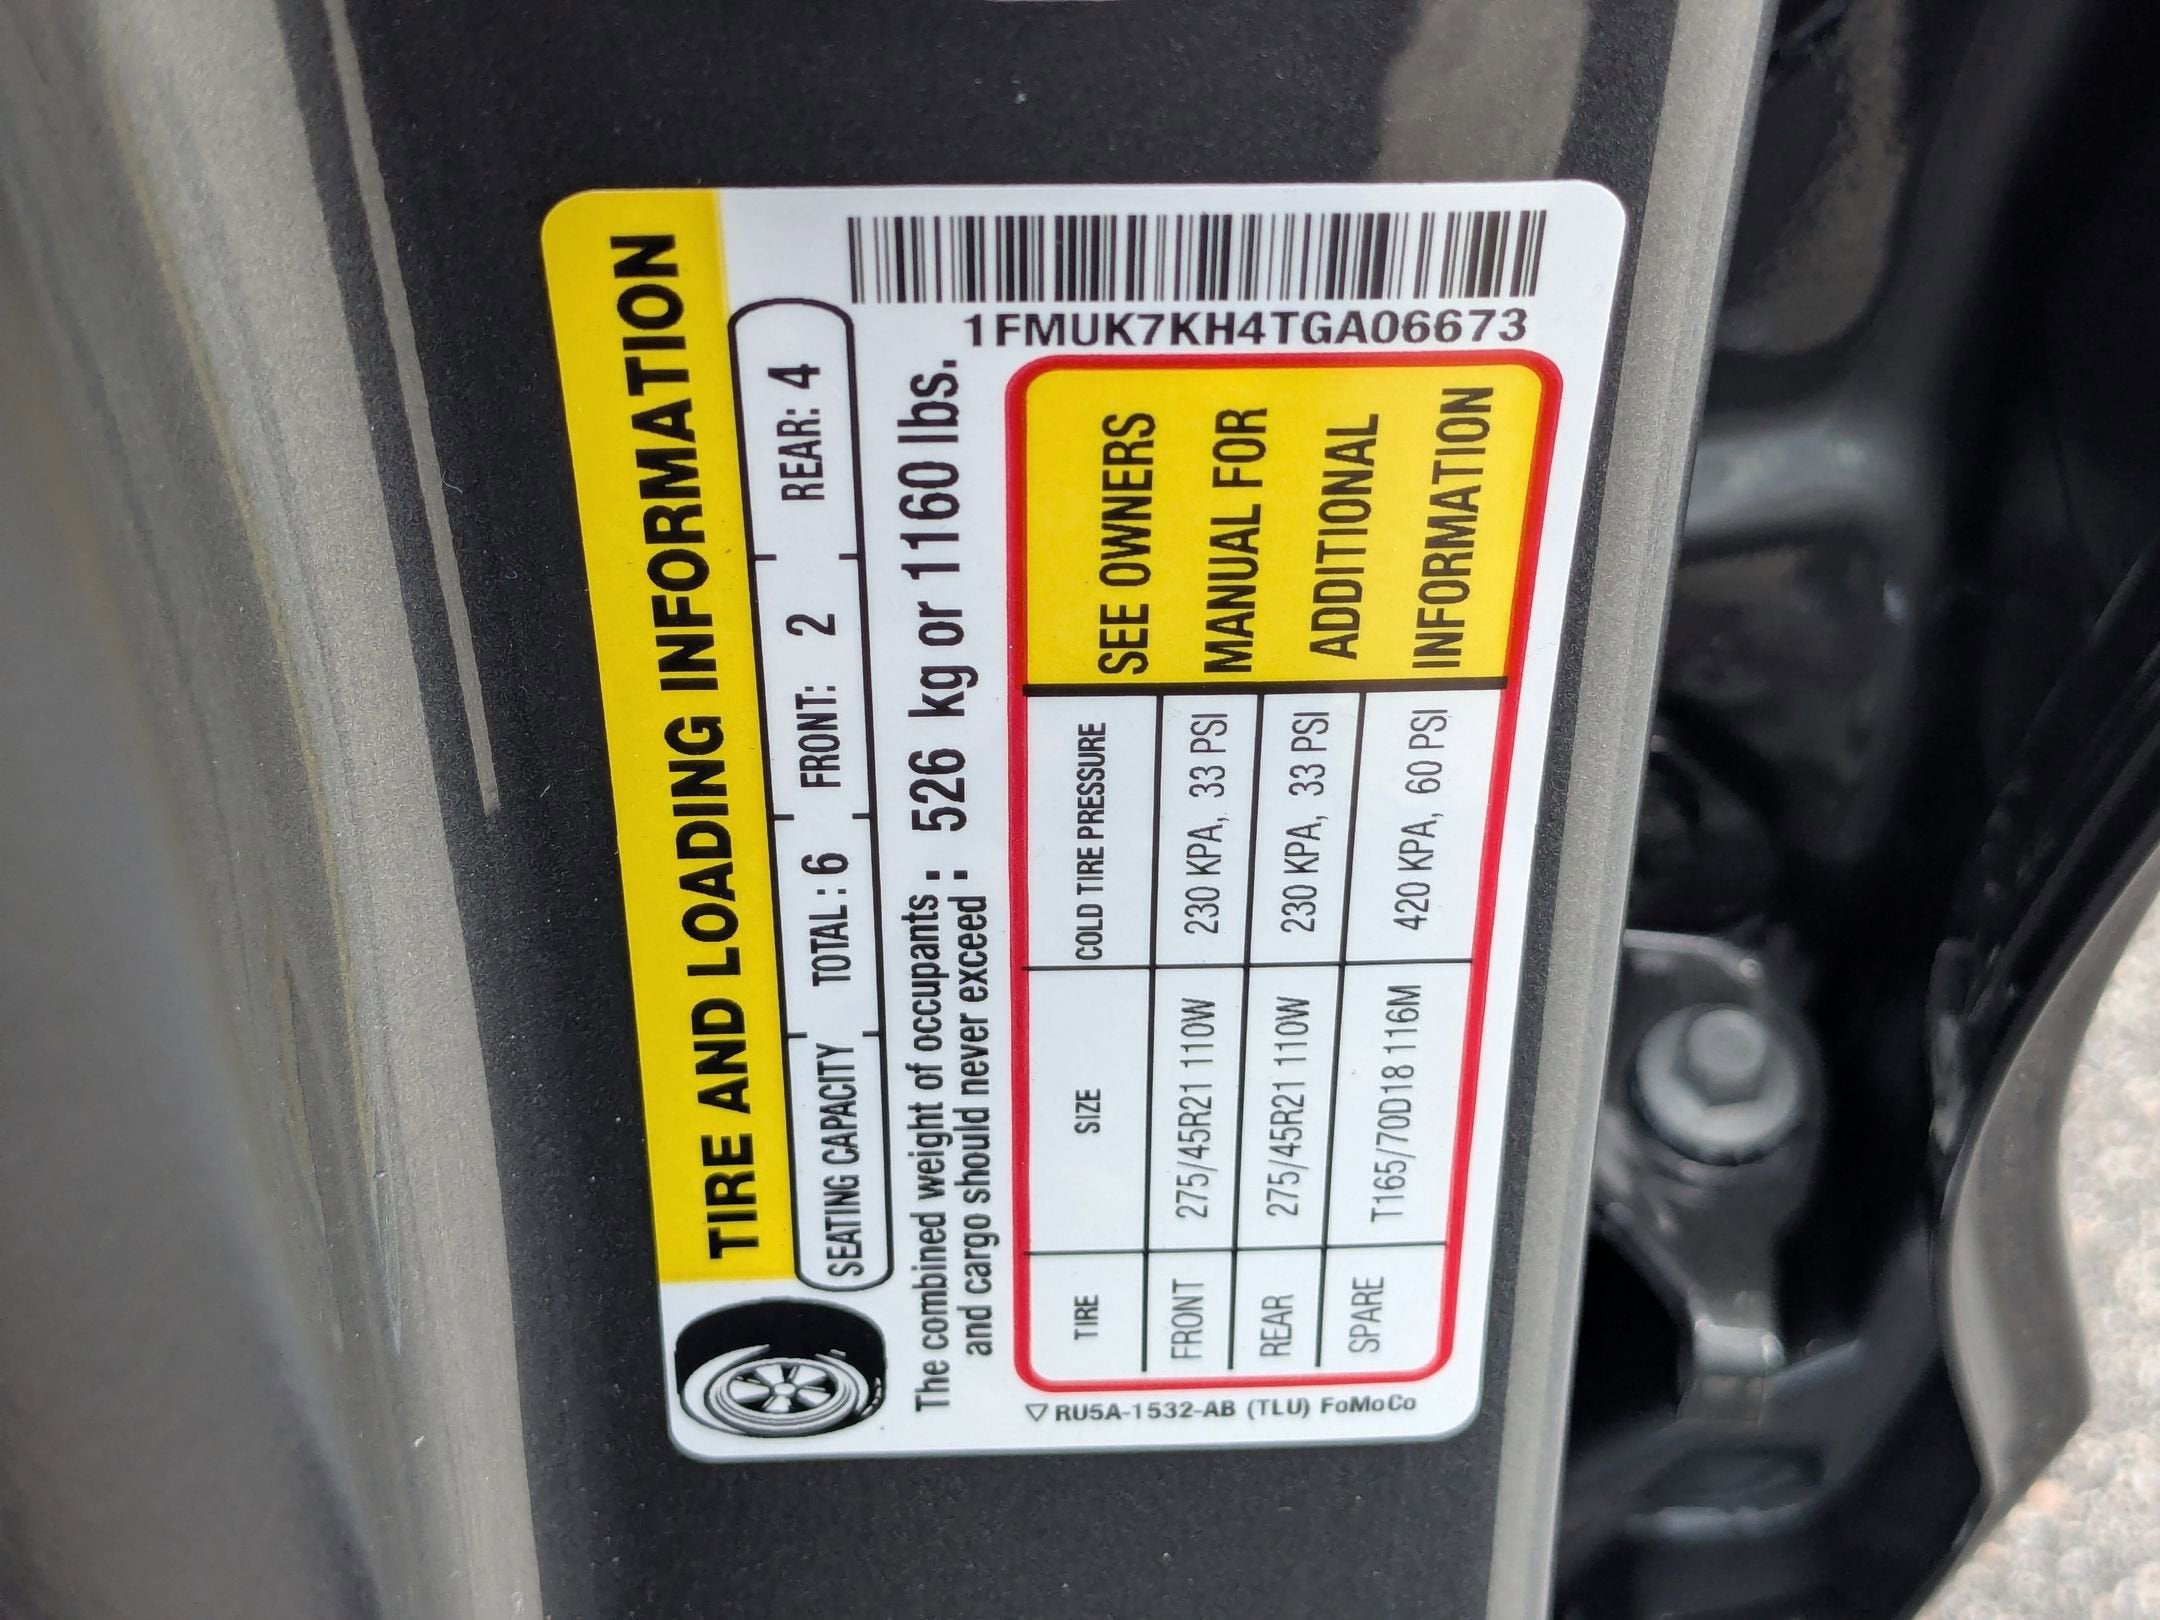 TIRE AND LOADING INFORMATION
SEATING CAPACITY TOTAL : 6 FRONT: 2 REAR: 4
The combined weight of occupants
and cargo should never exceed : 526 kg or 1160 lbs.
TIRE SIZE COLD TIRE PRESSURE
FRONT 275/45R21 110W 230 KPA, 33 PSI
REAR 275/45R21 110W 230 KPA, 33 PSI
SPARE T165/70D18 116M 420 KPA, 60 PSI
SEE OWNERS
MANUAL FOR
ADDITIONAL
INFORMATION
1FMUK7KH4TGA06673
RU5A-1532-AB (TLU) FoMoCo